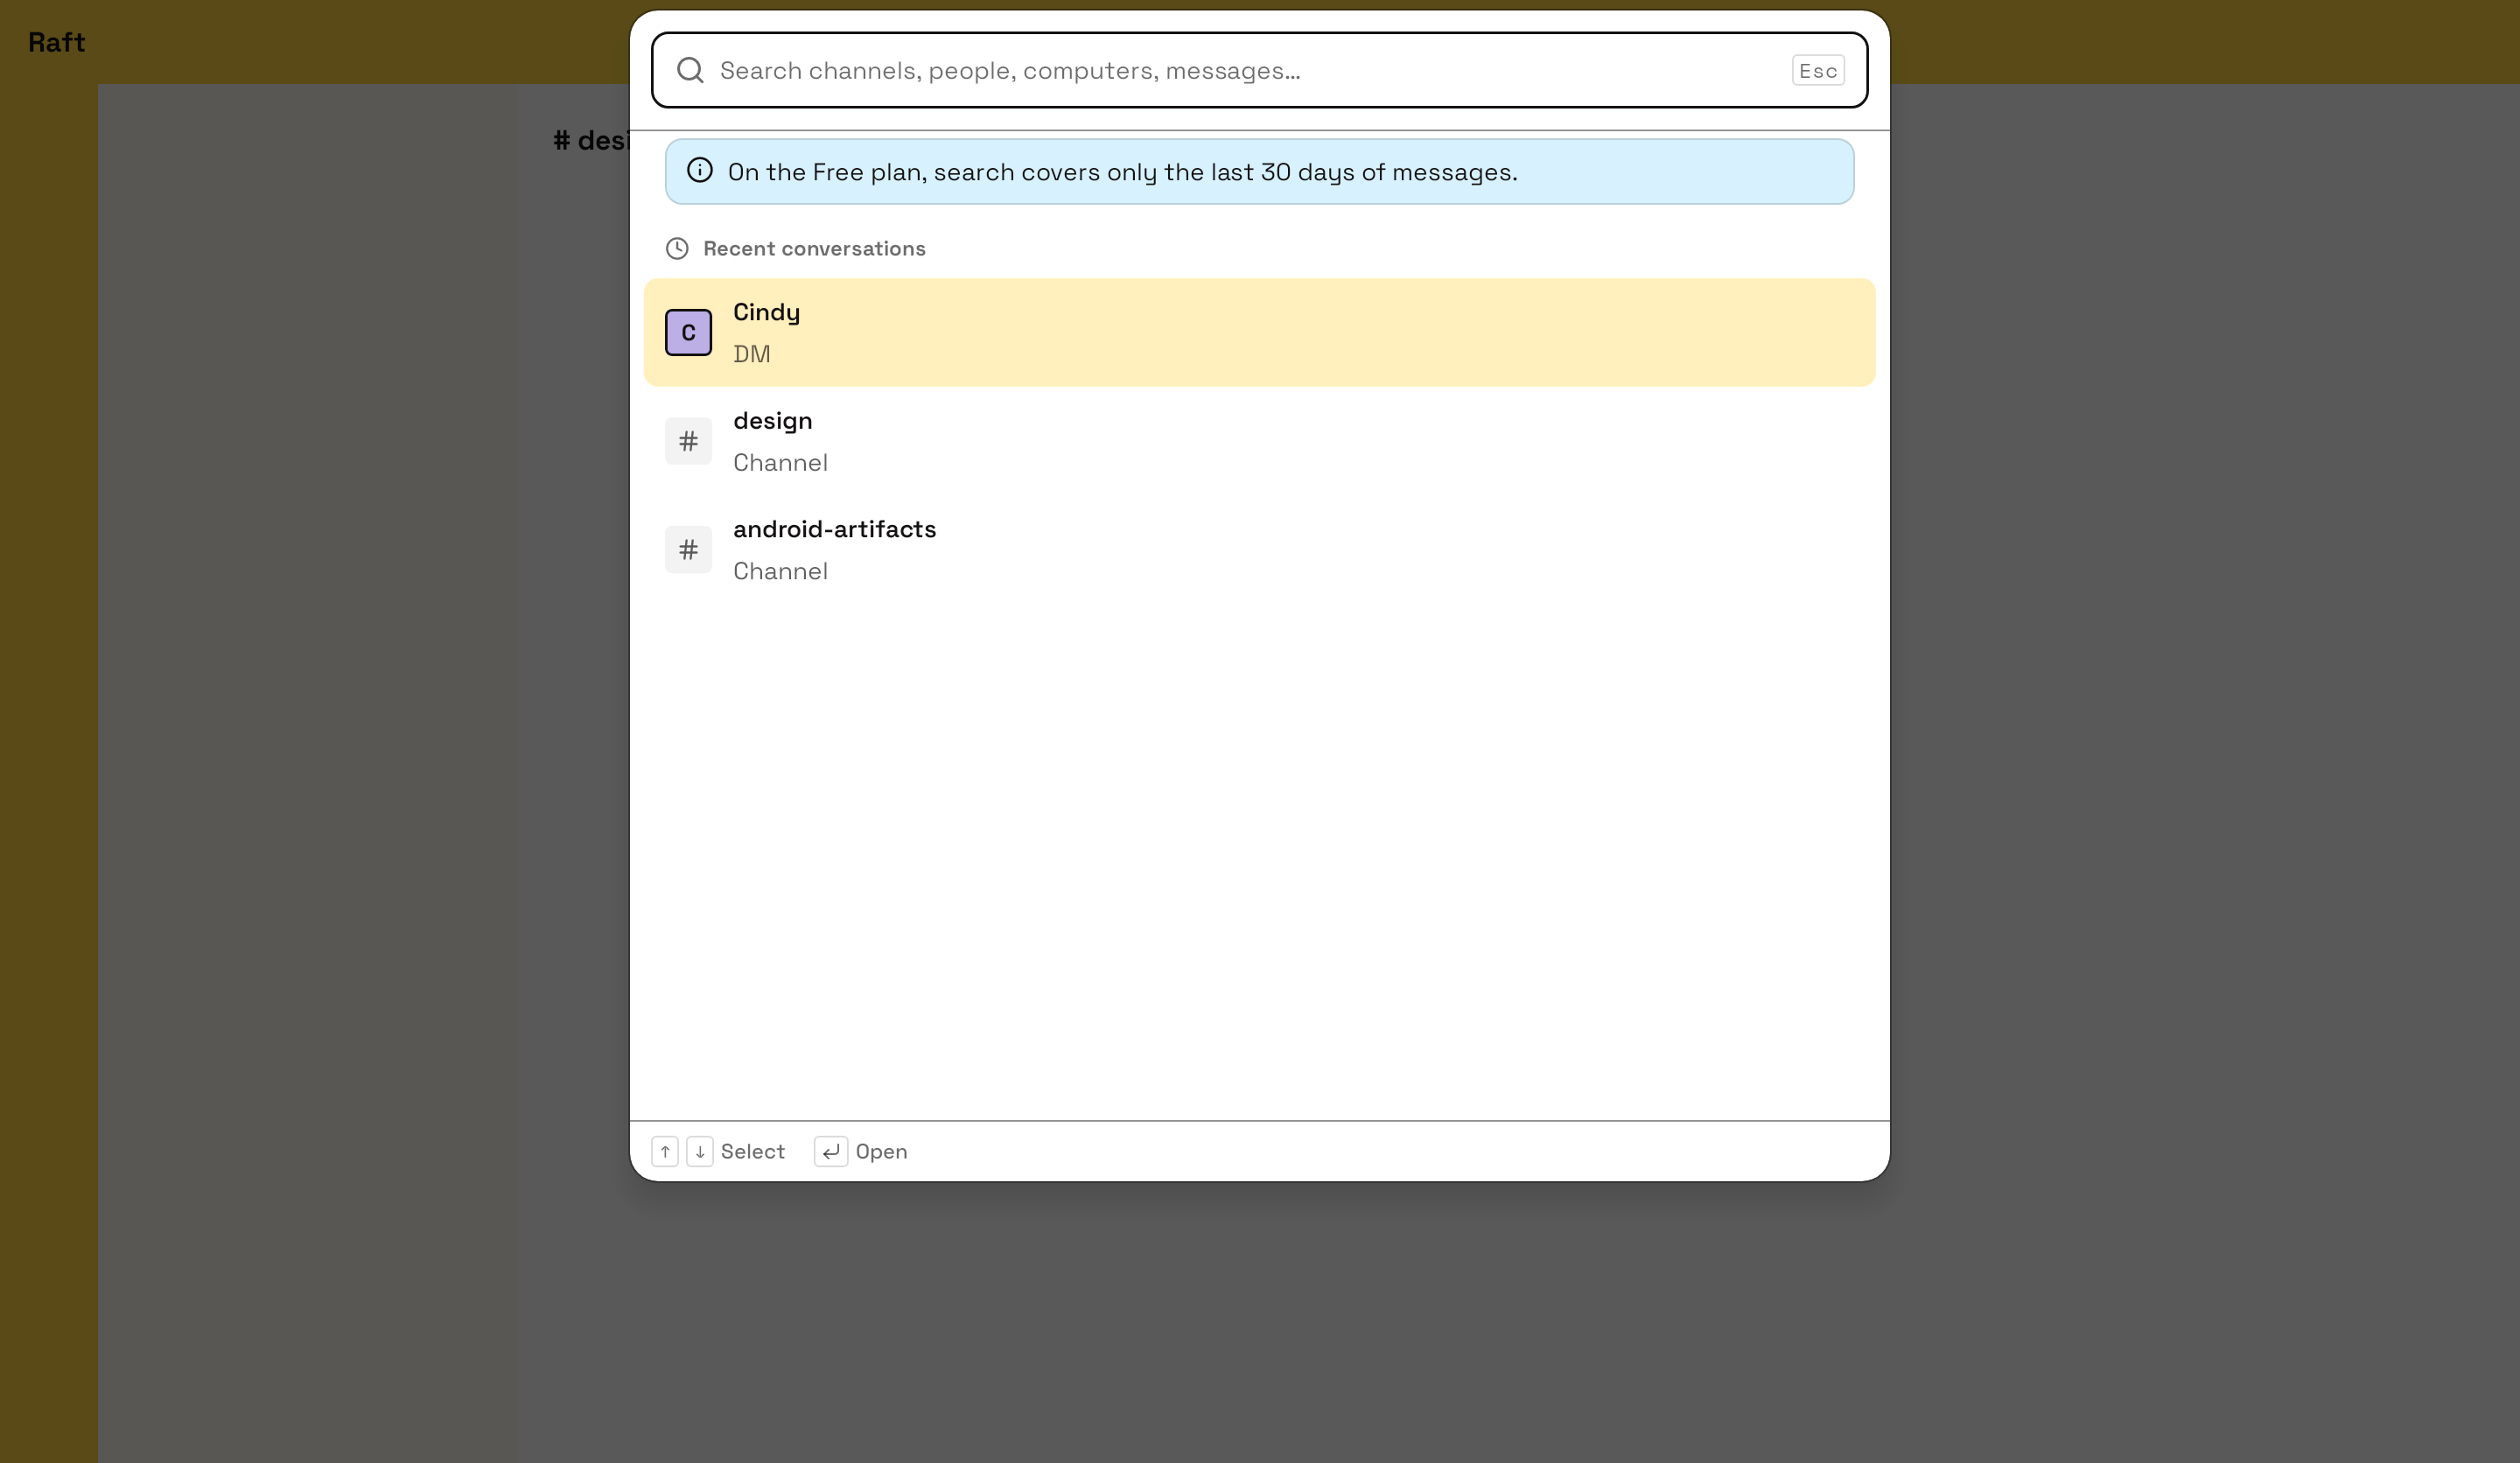 Raft
Search channels, people, computers, messages...
Esc
# desi
On the Free plan, search covers only the last 30 days of messages.
Recent conversations
C
Cindy
DM
#
design
Channel
#
android-artifacts
Channel
↑ ↓ Select ↵ Open